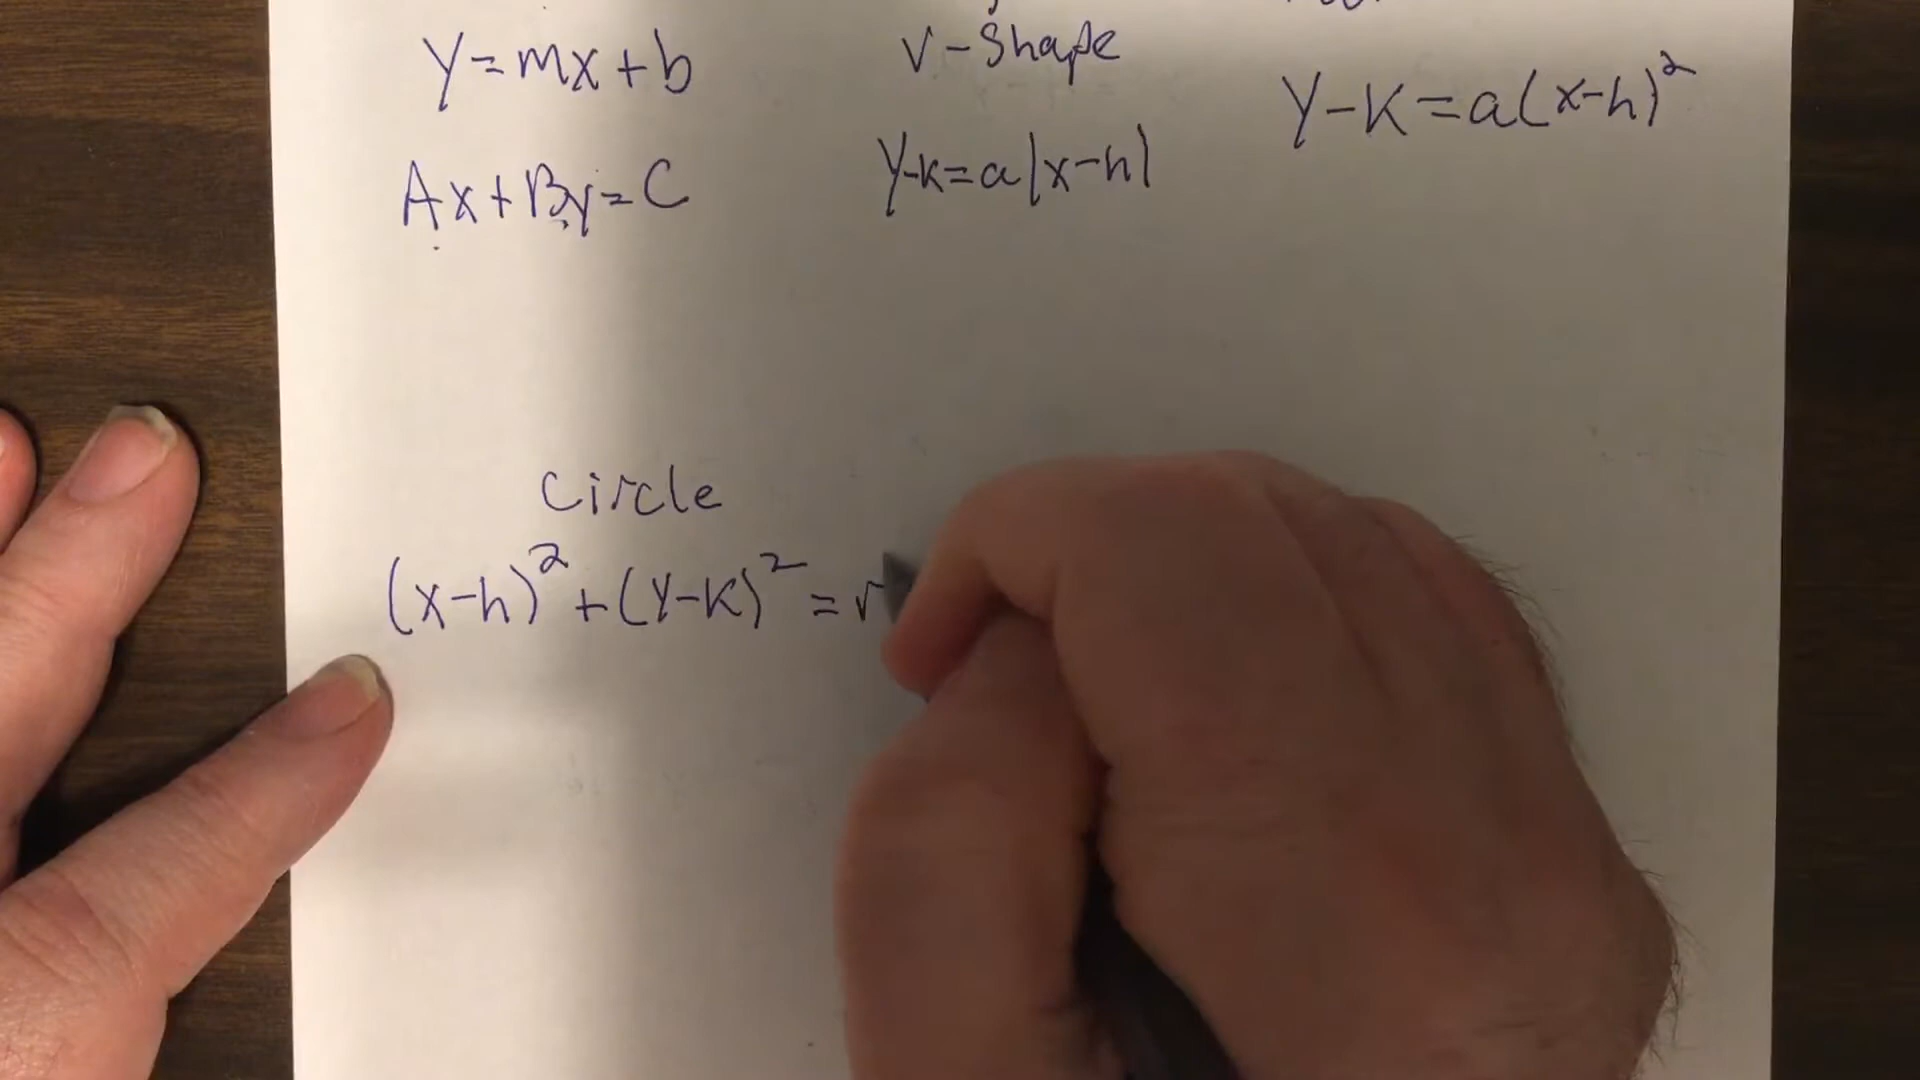 y=mx+b
Ax+By=C
V-Shape
y-k=a|x-h|
y-k=a(x-h)²
Circle
(x-h)²+(y-k)²=r